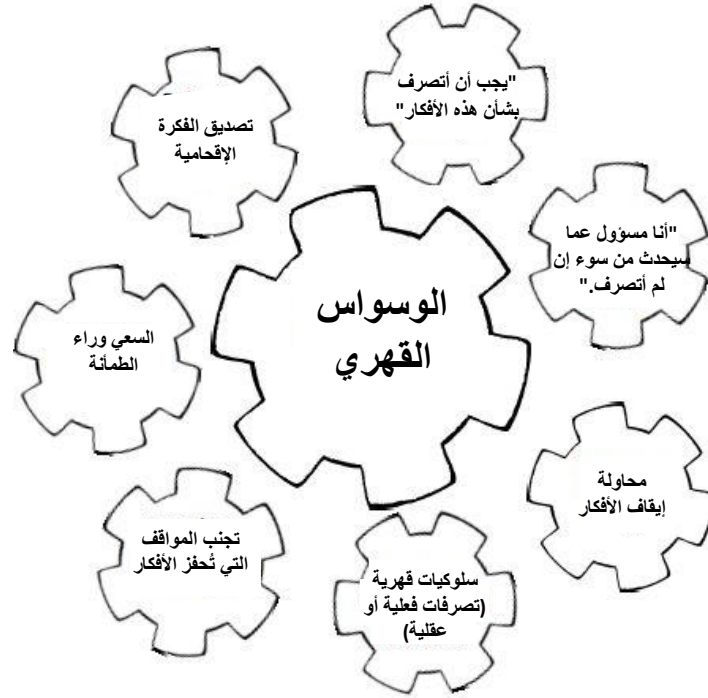 "يجب أن أتصرف
بشأن هذه الأفكار"
تصديق الفكرة
الإقحامية
"أنا مسؤول عما
سيحدث من سوء إن
لم أتصرف."
الوسواس
القهري
السعي وراء
الطمأنة
محاولة
إيقاف الأفكار
تجنب المواقف
التي تُحفز الأفكار
سلوكيات قهرية
(تصرفات فعلية أو
عقلية)